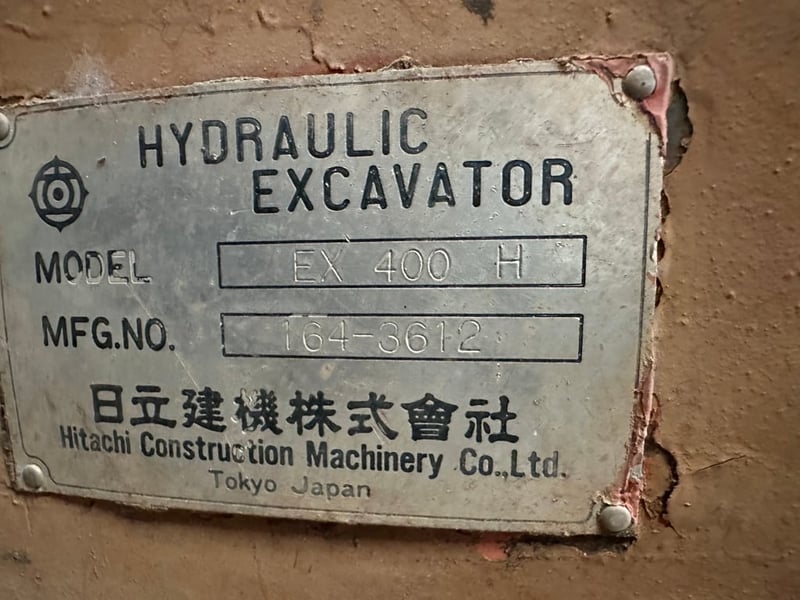 HYDRAULIC
EXCAVATOR
MODEL EX 400 H
MFG.NO. 164-3612
日立建機株式會社
Hitachi Construction Machinery Co.,Ltd.
Tokyo Japan